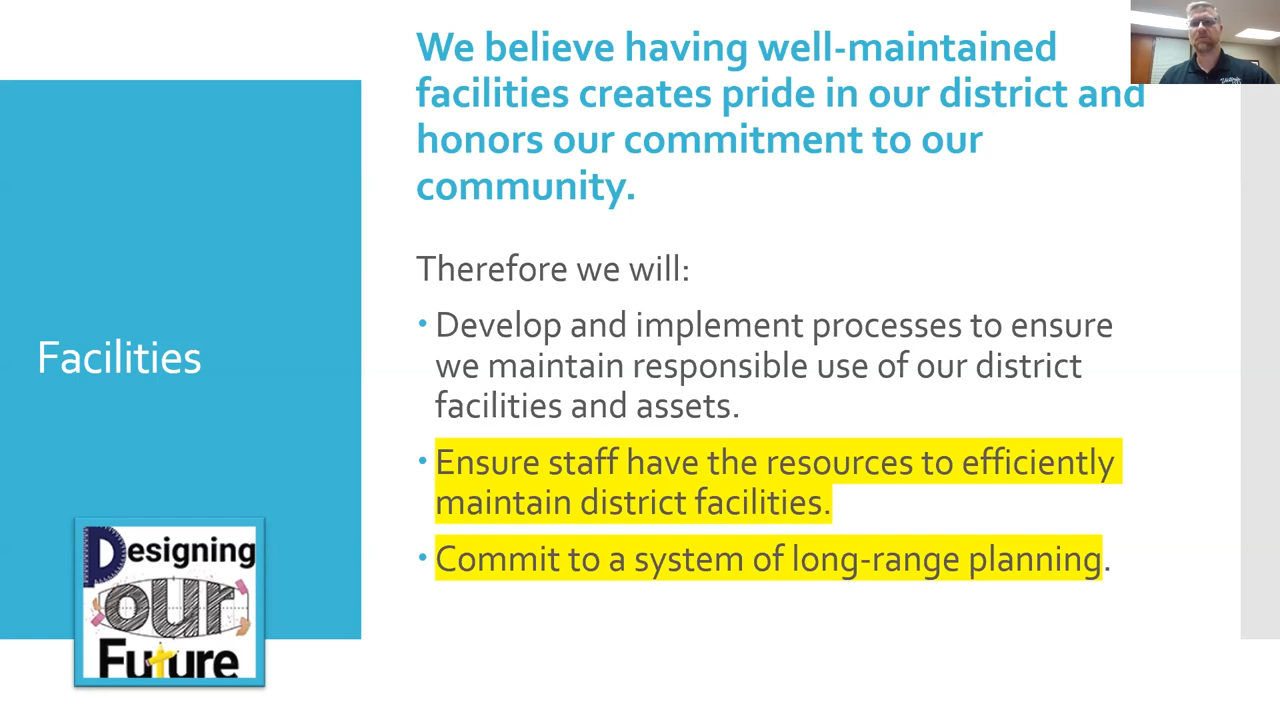 We believe having well-maintained
facilities creates pride in our district and
honors our commitment to our
community.
Therefore we will:
• Develop and implement processes to ensure
we maintain responsible use of our district
facilities and assets.
• Ensure staff have the resources to efficiently
maintain district facilities.
• Commit to a system of long-range planning.
Facilities
Designing
our
Future